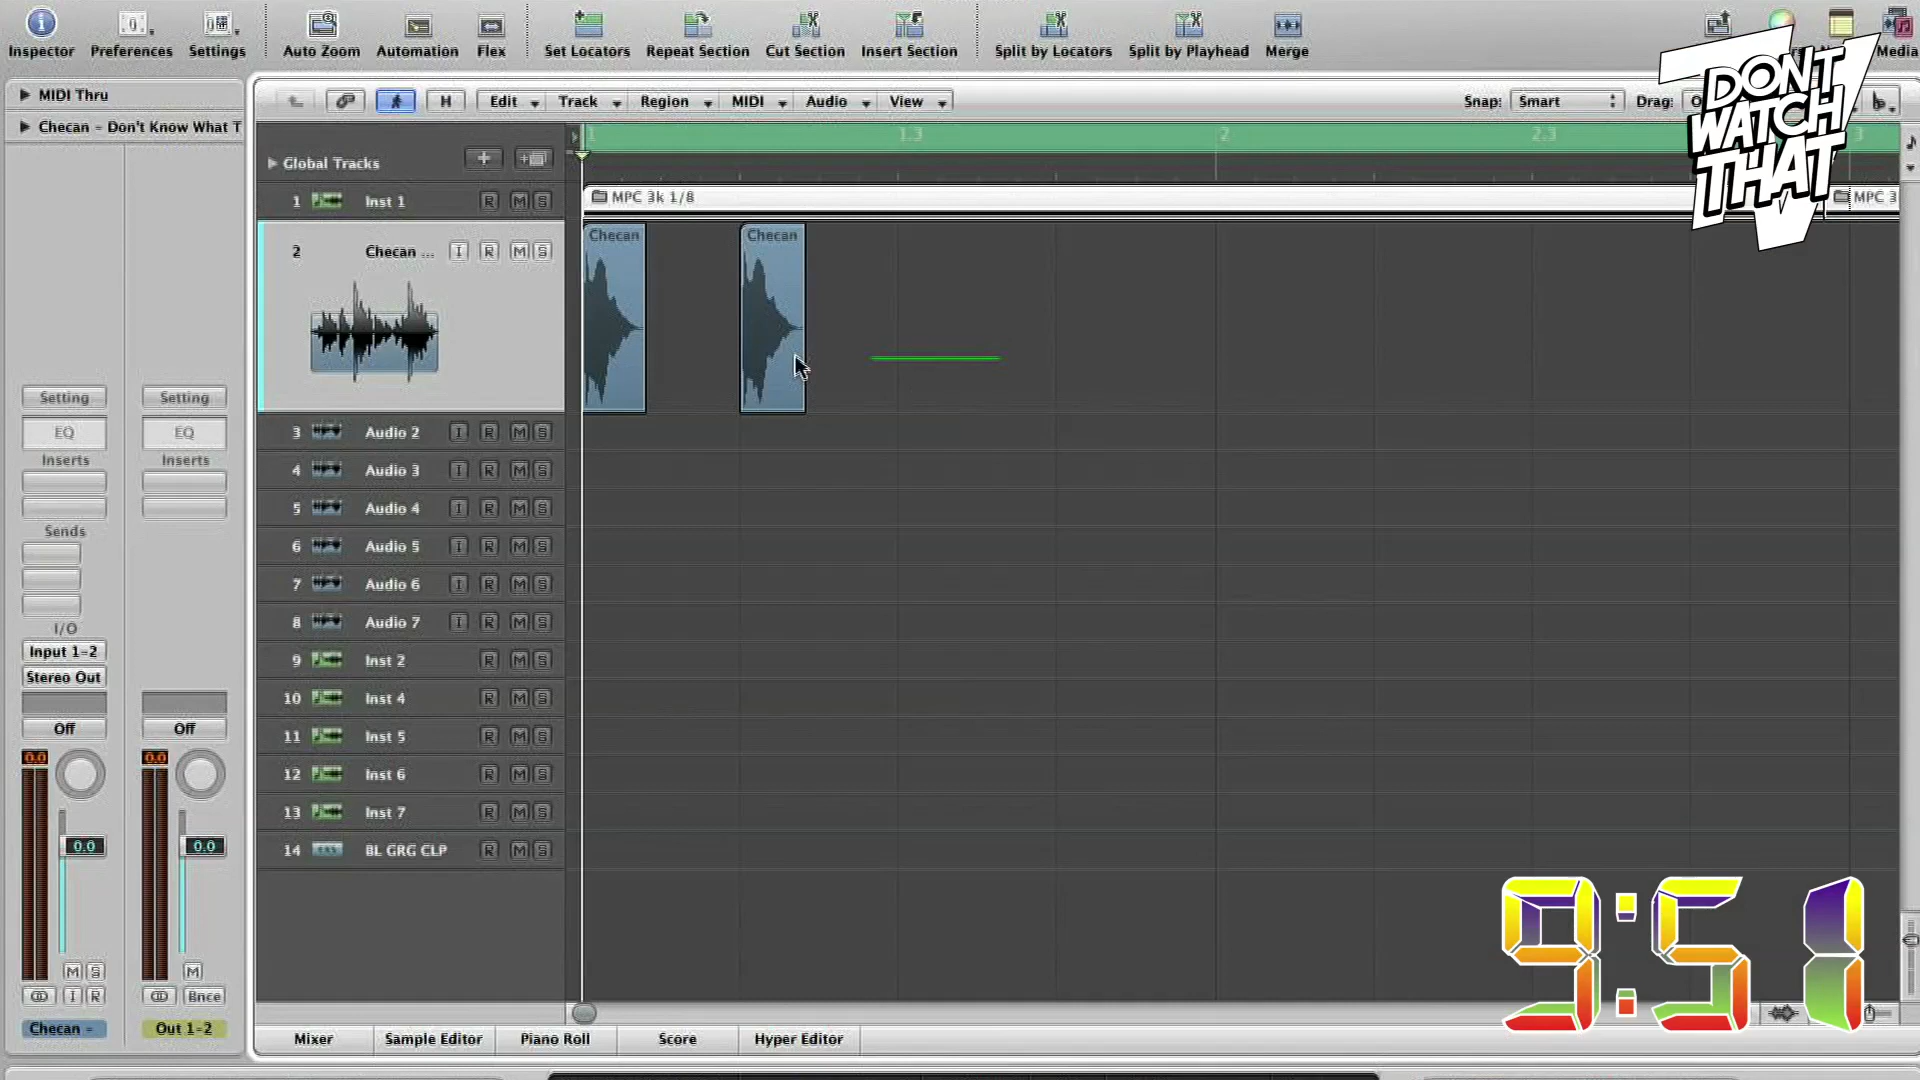 Inspector Preferences Settings Auto Zoom Automation Flex Set Locators Repeat Section Cut Section Insert Section Split by Locators Split by Playhead Merge Media
MIDI Thru
Checan - Don't Know What T
H Edit Track Region MIDI Audio View Snap: Smart Drag:
DONT
WATCH
THAT
1 1.3 2 2.3 3
Global Tracks
1 Inst 1 R M S
MPC 3k 1/8 MPC 3
2 Checan ... I R M S
Checan Checan
3 Audio 2 I R M S
4 Audio 3 I R M S
5 Audio 4 I R M S
6 Audio 5 I R M S
7 Audio 6 I R M S
8 Audio 7 I R M S
9 Inst 2 R M S
10 Inst 4 R M S
11 Inst 5 R M S
12 Inst 6 R M S
13 Inst 7 R M S
14 BL GRG CLP R M S
Setting Setting
EQ EQ
Inserts Inserts
Sends
I/O
Input 1-2
Stereo Out
Off Off
0.0 0.0
0.0 0.0
M S M
I R Bnce
Checan - Out 1-2
9:51
Mixer Sample Editor Piano Roll Score Hyper Editor